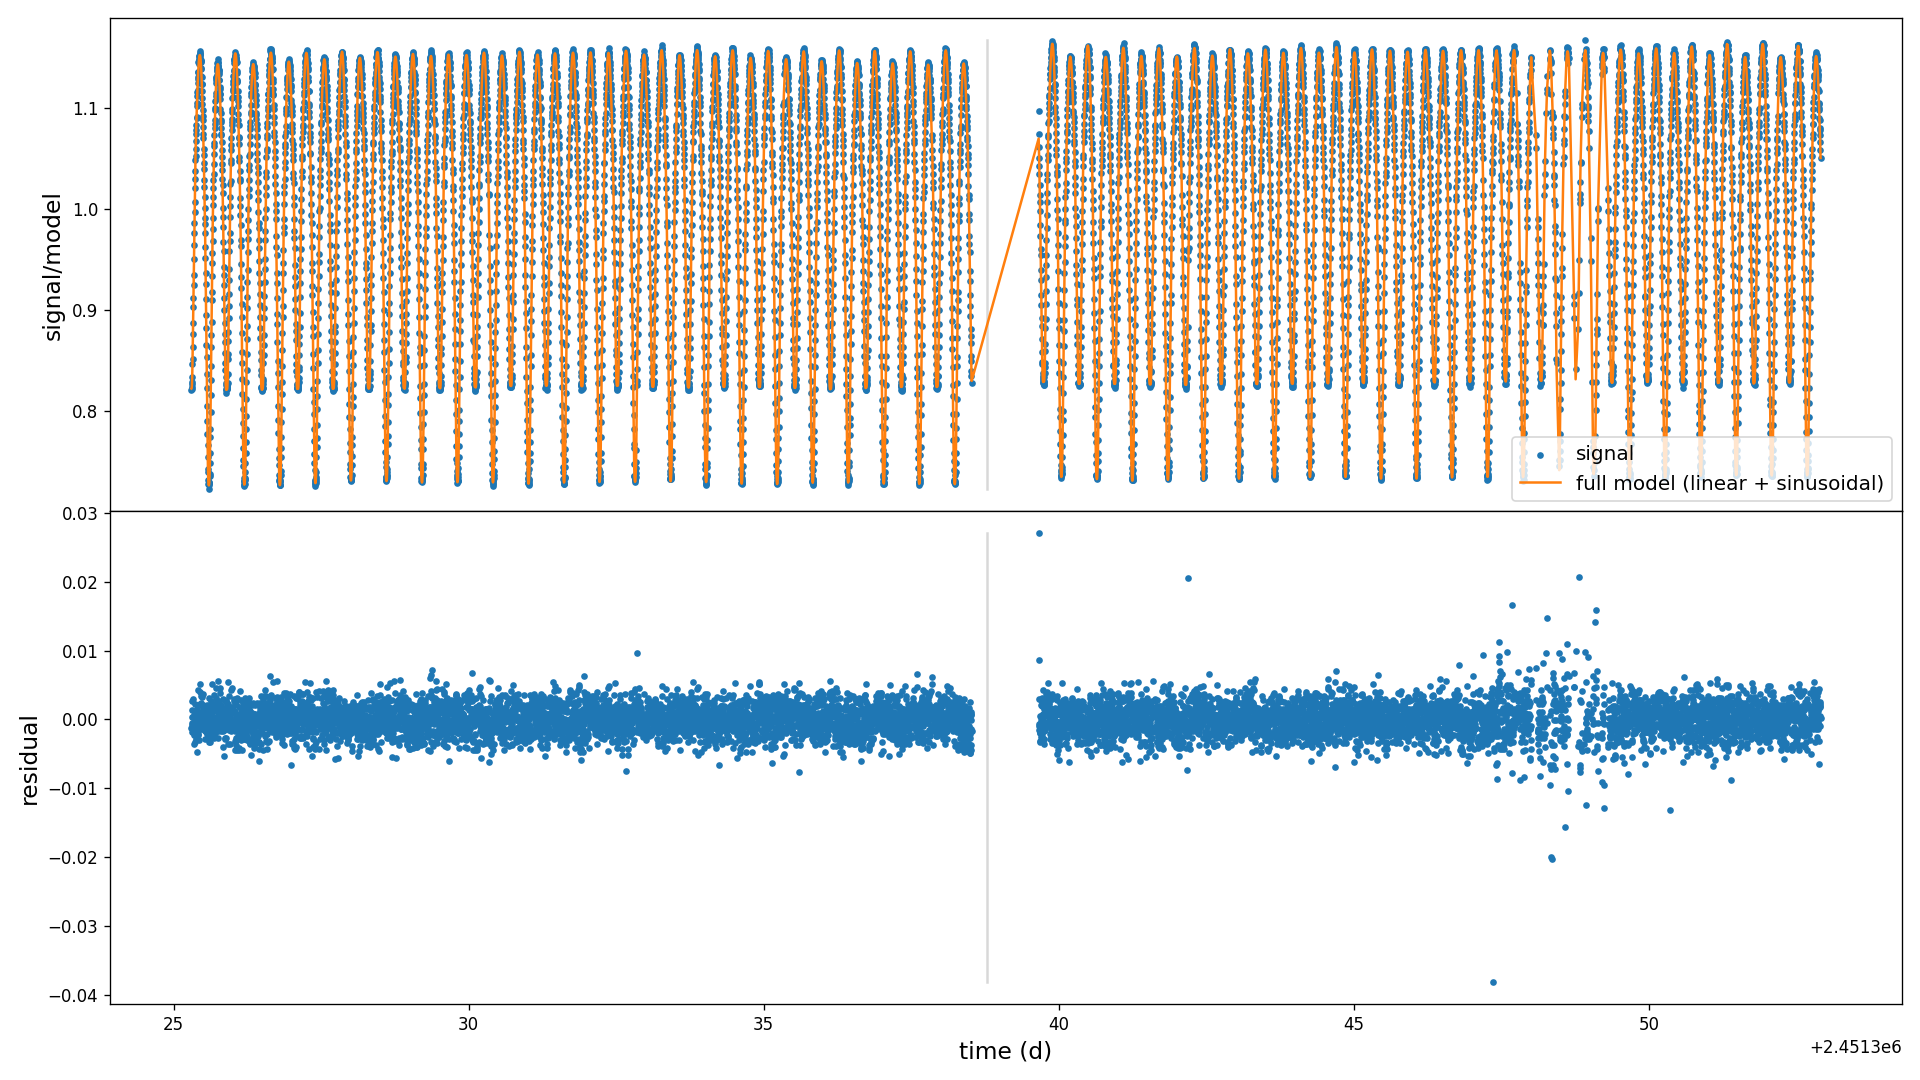 signal/model
1.1
1.0
0.9
0.8
signal
full model (linear + sinusoidal)
residual
0.03
0.02
0.01
0.00
−0.01
−0.02
−0.03
−0.04
25 30 35 40 45 50
time (d)
+2.4513e6